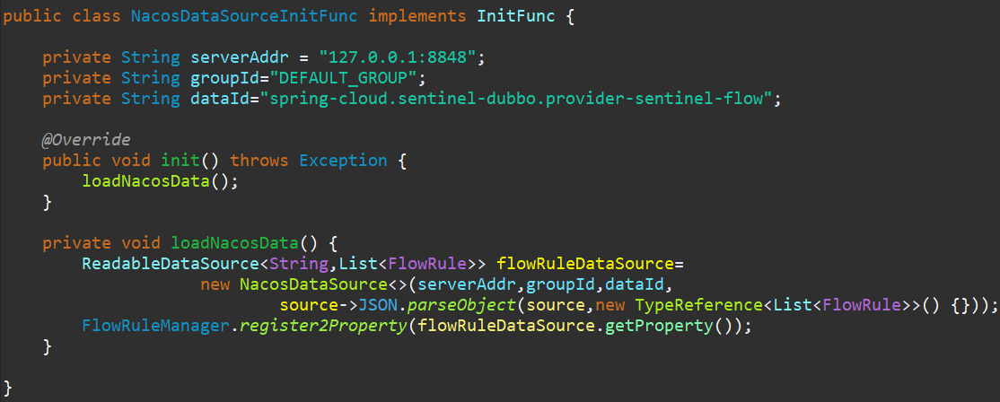 public class NacosDataSourceInitFunc implements InitFunc {
private String serverAddr = "127.0.0.1:8848";
private String groupId="DEFAULT_GROUP";
private String dataId="spring-cloud.sentinel-dubbo.provider-sentinel-flow";
@Override
public void init() throws Exception {
loadNacosData();
}
private void loadNacosData() {
ReadableDataSource<String,List<FlowRule>> flowRuleDataSource=
new NacosDataSource<>(serverAddr,groupId,dataId,
source->JSON.parseObject(source,new TypeReference<List<FlowRule>>() {}));
FlowRuleManager.register2Property(flowRuleDataSource.getProperty());
}
}